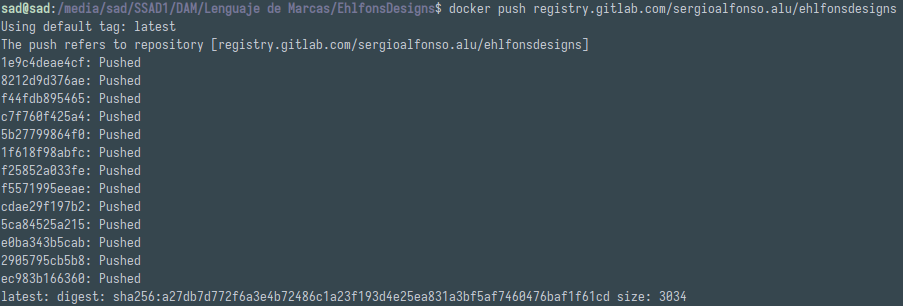 sad@sad:/media/sad/SSAD1/DAM/Lenguaje de Marcas/EhlfonsDesigns$ docker push registry.gitlab.com/sergioalfonso.alu/ehlfonsdesigns
Using default tag: latest
The push refers to repository [registry.gitlab.com/sergioalfonso.alu/ehlfonsdesigns]
1e9c4deae4cf: Pushed
8212d9d376ae: Pushed
f44fdb895465: Pushed
c7f760f425a4: Pushed
5b27799864f0: Pushed
1f618f98abfc: Pushed
f25852a033fe: Pushed
f5571995eeae: Pushed
cdae29f197b2: Pushed
5ca84525a215: Pushed
e0ba343b5cab: Pushed
2905795cb5b8: Pushed
ec983b166360: Pushed
latest: digest: sha256:a27db7d772f6a3e4b72486c1a23f193d4e25ea831a3bf5af7460476baf1f61cd size: 3034